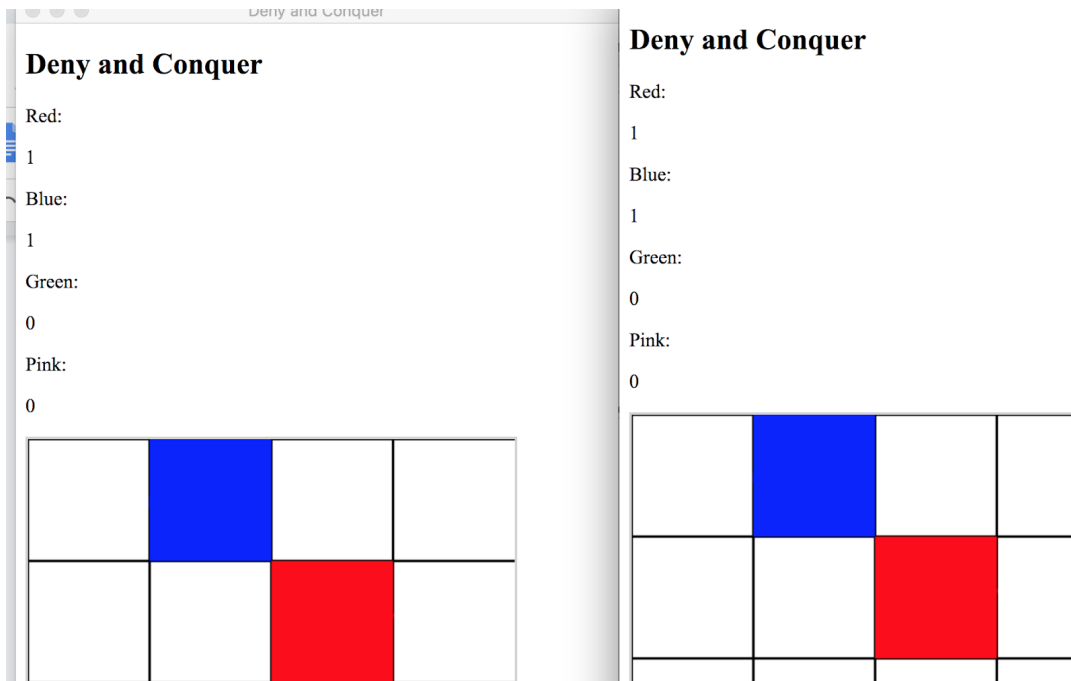 Deny and Conquer
Deny and Conquer
Red:
1
Blue:
1
Green:
0
Pink:
0
Deny and Conquer
Red:
1
Blue:
1
Green:
0
Pink:
0